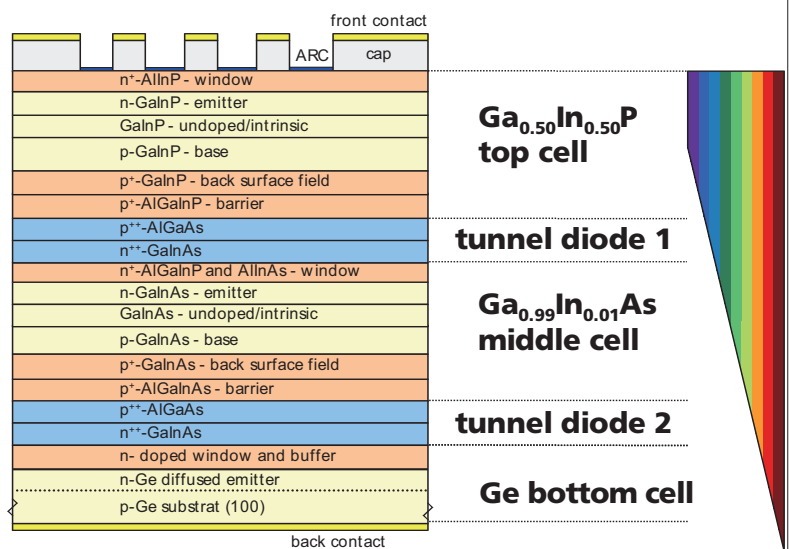 front contact
ARC
cap
n⁺-AlInP - window
n-GaInP - emitter
GaInP - undoped/intrinsic
p-GaInP - base
p⁺-GaInP - back surface field
p⁺-AlGaInP - barrier
p⁺⁺-AlGaAs
n⁺⁺-GaInAs
n⁺-AlGaInP and AlInAs - window
n-GaInAs - emitter
GaInAs - undoped/intrinsic
p-GaInAs - base
p⁺-GaInAs - back surface field
p⁺-AlGaInAs - barrier
p⁺⁺-AlGaAs
n⁺⁺-GaInAs
n- doped window and buffer
n-Ge diffused emitter
p-Ge substrat (100)
back contact
Ga₀.₅₀In₀.₅₀P
top cell
tunnel diode 1
Ga₀.₉₉In₀.₀₁As
middle cell
tunnel diode 2
Ge bottom cell